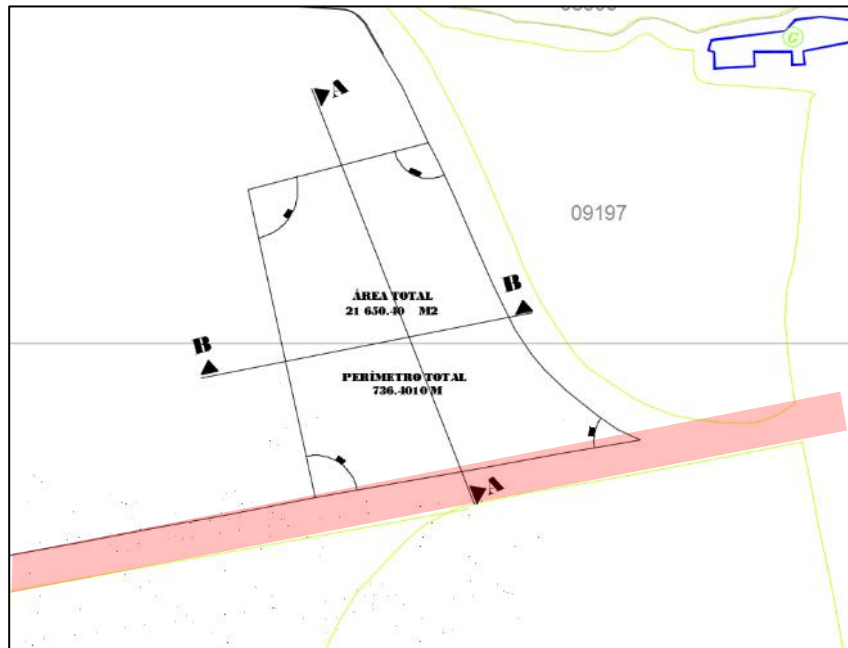 A
09197
B
ÁREA TOTAL
21 650.40 M2
B
PERÍMETRO TOTAL
736.4010 M
A
G